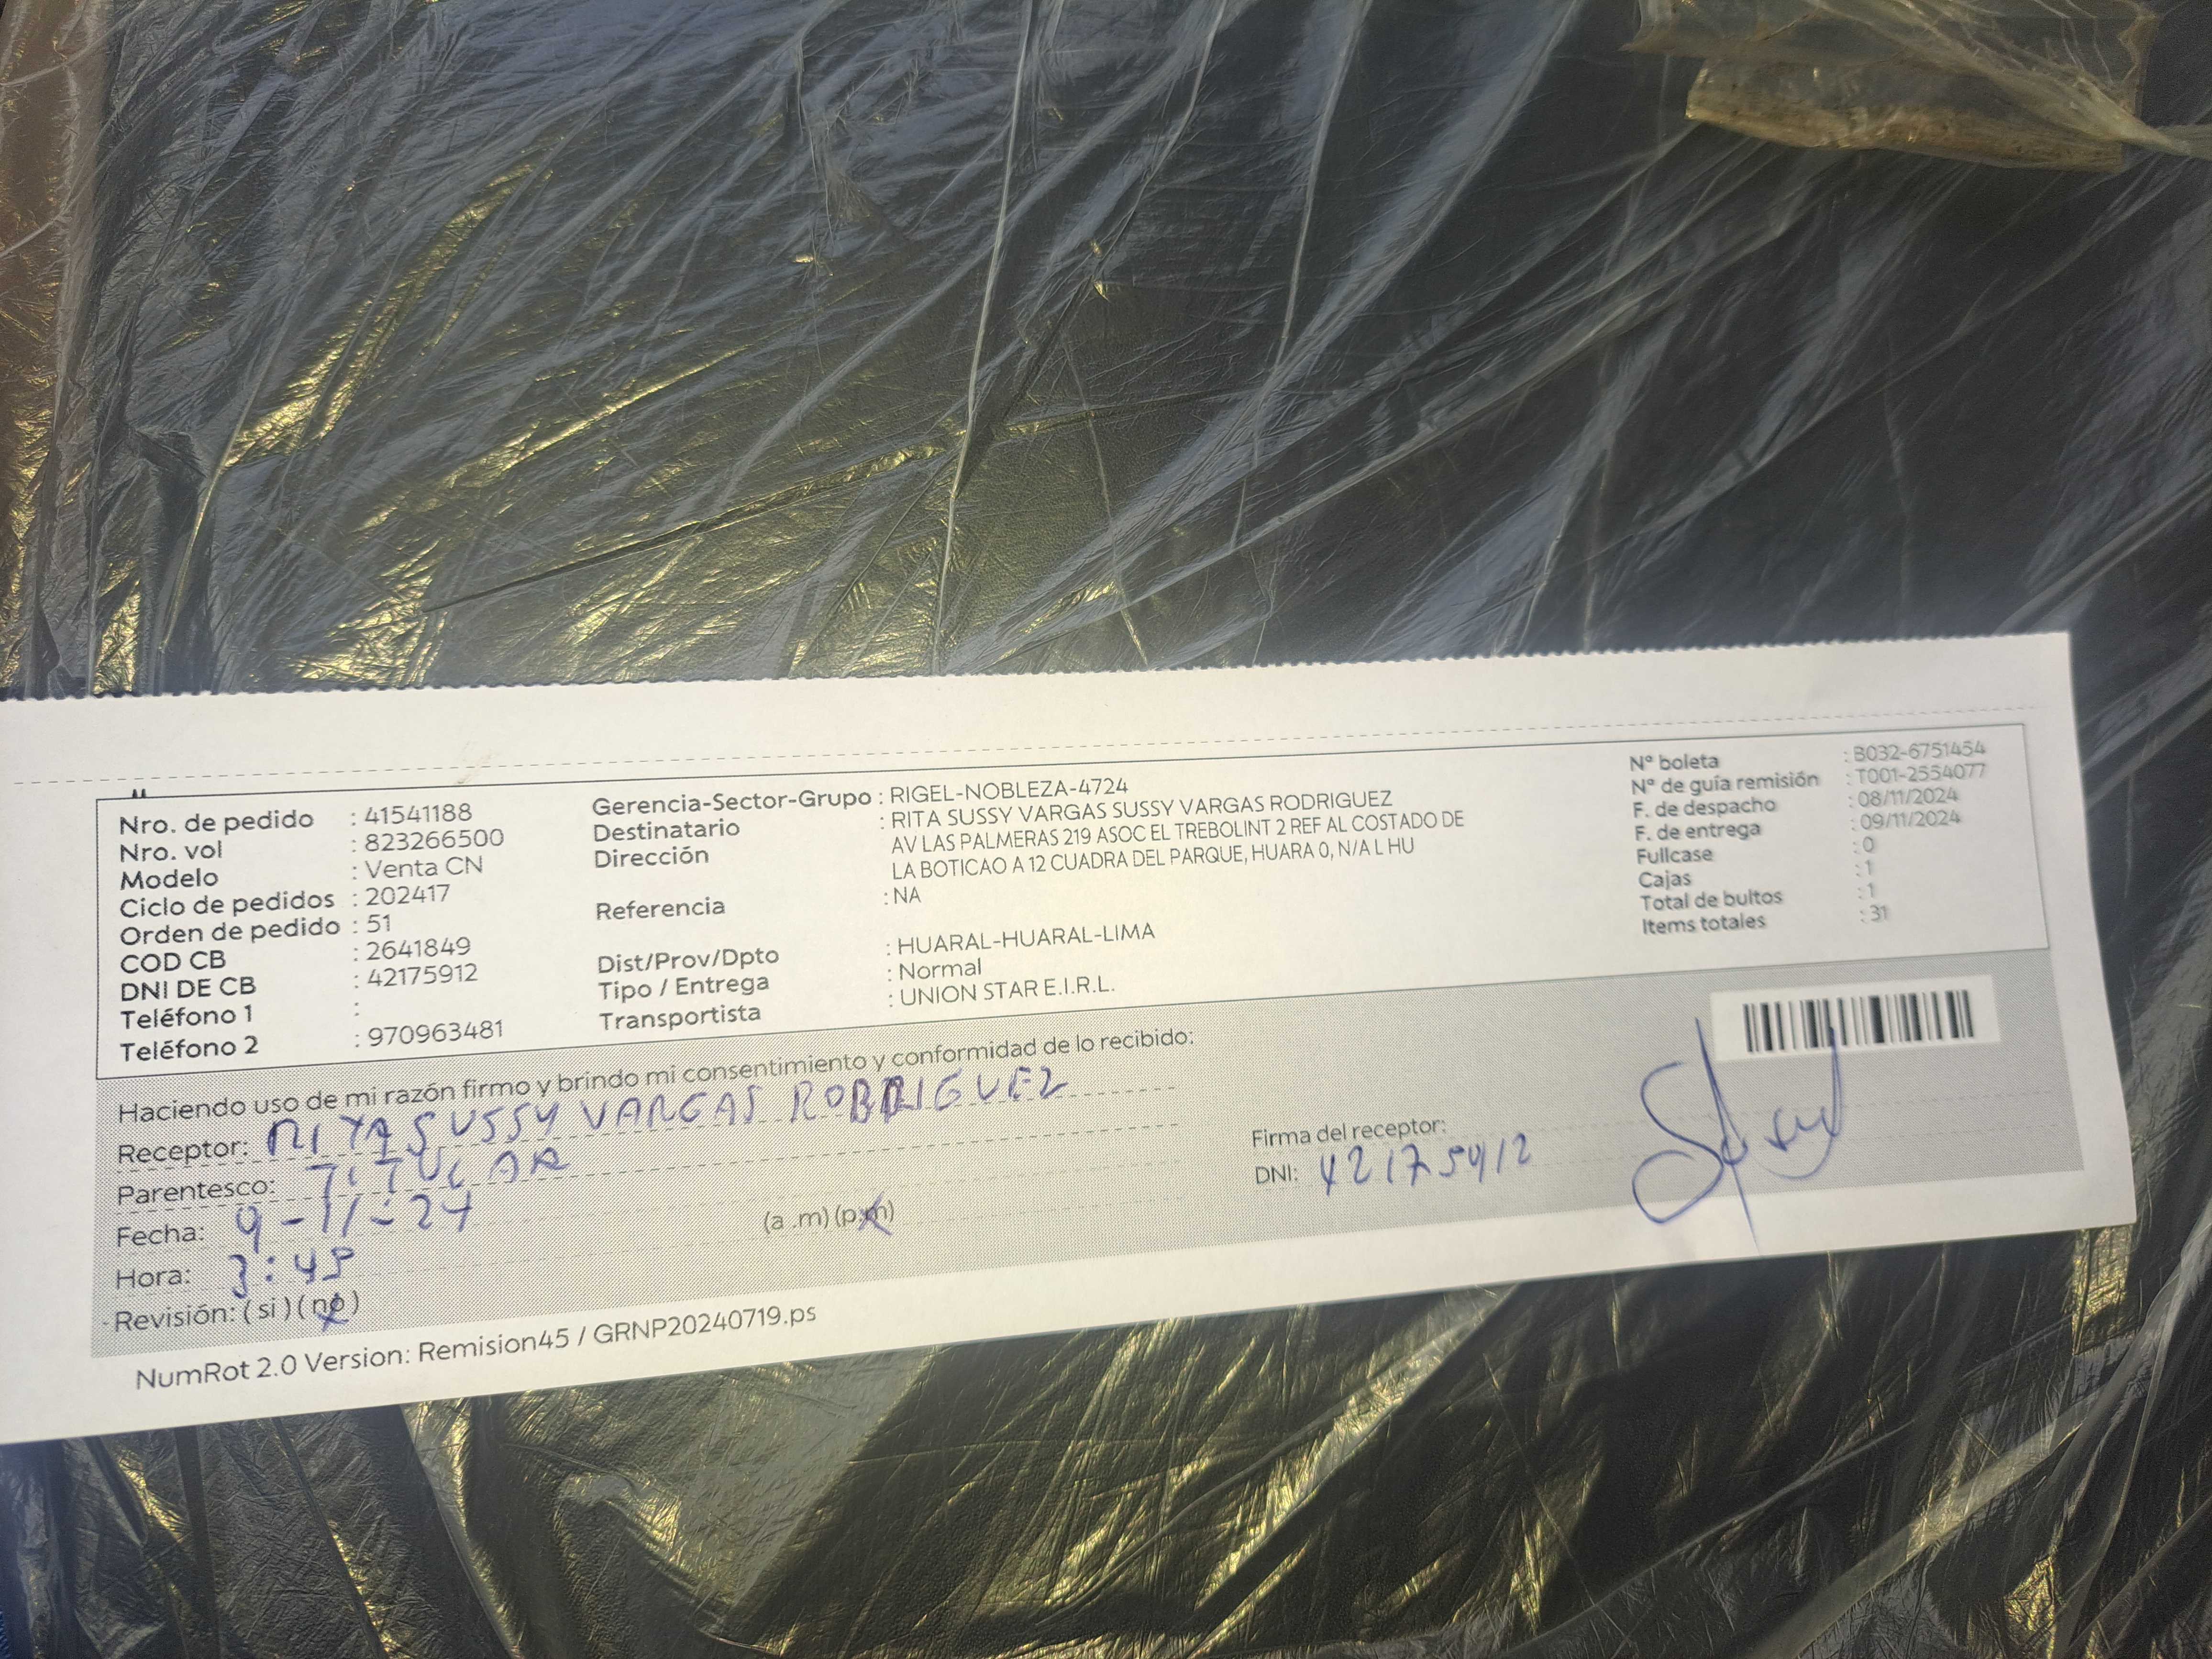 Nro. de pedido : 41541188
Nro. vol : 823266500
Modelo : Venta CN
Ciclo de pedidos : 202417
Orden de pedido : 51
COD CB : 2641849
DNI DE CB : 42175912
Teléfono 1 :
Teléfono 2 : 970963481
Gerencia-Sector-Grupo : RIGEL-NOBLEZA-4724
Destinatario : RITA SUSSY VARGAS SUSSY VARGAS RODRIGUEZ
Dirección AV LAS PALMERAS 219 ASOC EL TREBOLINT 2 REF AL COSTADO DE
LA BOTICAO A 12 CUADRA DEL PARQUE, HUARA 0, N/A L HU
Referencia : NA
Dist/Prov/Dpto : HUARAL-HUARAL-LIMA
Tipo / Entrega : Normal
Transportista : UNION STAR E.I.R.L.
N° boleta : B032-6751454
N° de guía remisión : T001-2554077
F. de despacho : 08/11/2024
F. de entrega : 09/11/2024
Fullcase : 0
Cajas : 1
Total de bultos : 1
Items totales : 31
Haciendo uso de mi razón firmo y brindo mi consentimiento y conformidad de lo recibido:
Receptor: RITA SUSSY VARGAS RODRIGUEZ
Parentesco: TITULAR
Fecha: 9-11-24
Hora: 3:45 (a .m) (p.m)
Revisión: ( si ) ( no )
Firma del receptor:
DNI: 42175912
NumRot 2.0 Version: Remision45 / GRNP20240719.ps